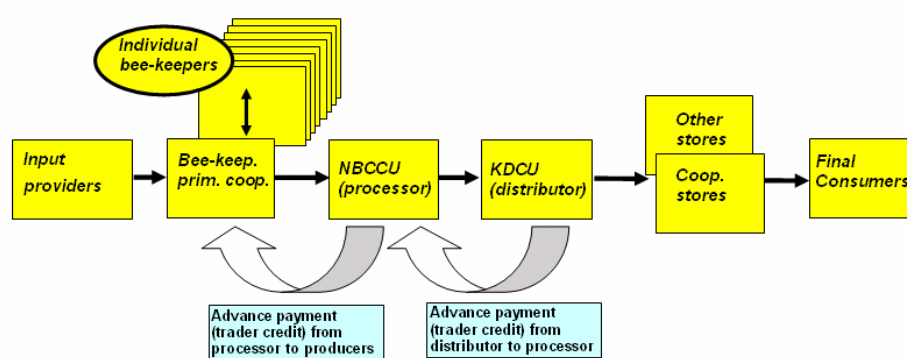 Individual
bee-keepers
Input
providers
Bee-keep.
prim. coop.
NBCCU
(processor)
KDCU
(distributor)
Other
stores
Coop.
stores
Final
Consumers
Advance payment
(trader credit) from
processor to producers
Advance payment
(trader credit) from
distributor to processor